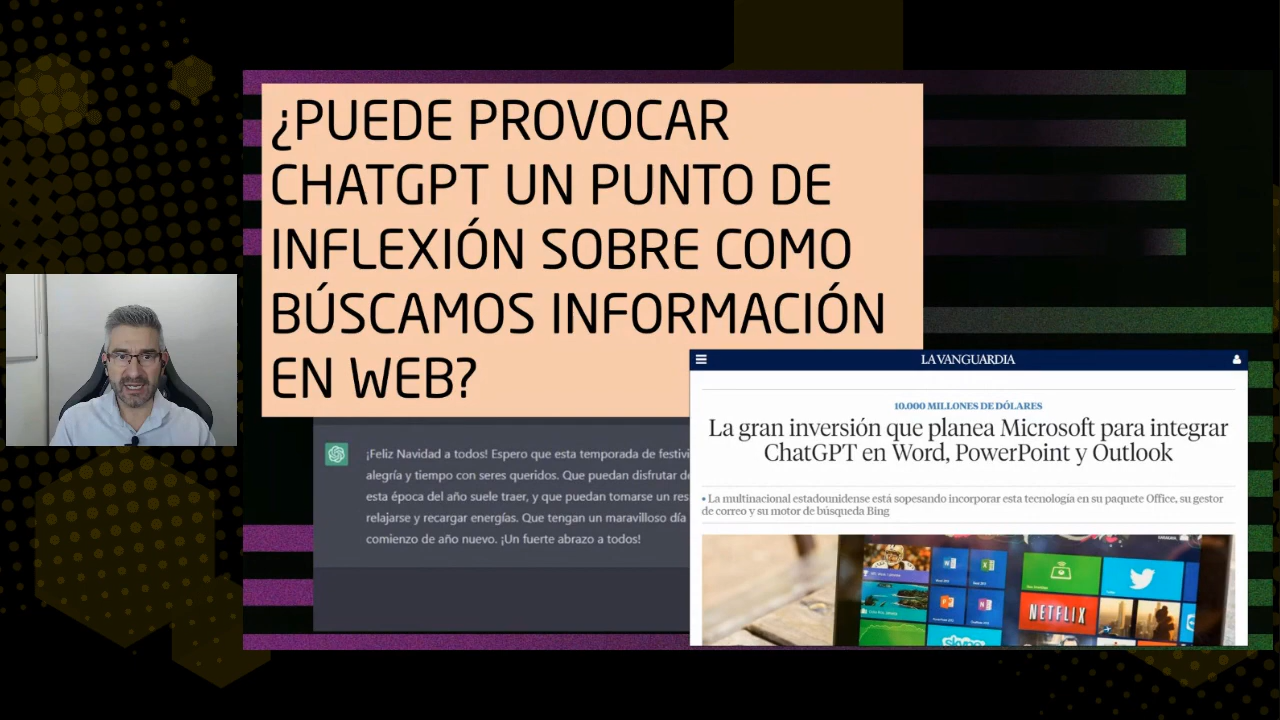 ¿PUEDE PROVOCAR
CHATGPT UN PUNTO DE
INFLEXIÓN SOBRE COMO
BÚSCAMOS INFORMACIÓN
EN WEB?
¡Feliz Navidad a todos! Espero que esta temporada de
alegría y tiempo con seres queridos. Que puedan disfrutar
esta época del año suele traer, y que puedan tomarse un
relajarse y recargar energías. Que tengan un maravilloso día
comienzo de año nuevo. ¡Un fuerte abrazo a todos!
LA VANGUARDIA
10.000 MILLONES DE DÓLARES
La gran inversión que planea Microsoft para integrar
ChatGPT en Word, PowerPoint y Outlook
• La multinacional estadounidense está sopesando incorporar esta tecnología en su paquete Office, su gestor
de correo y su motor de búsqueda Bing
NETFLIX